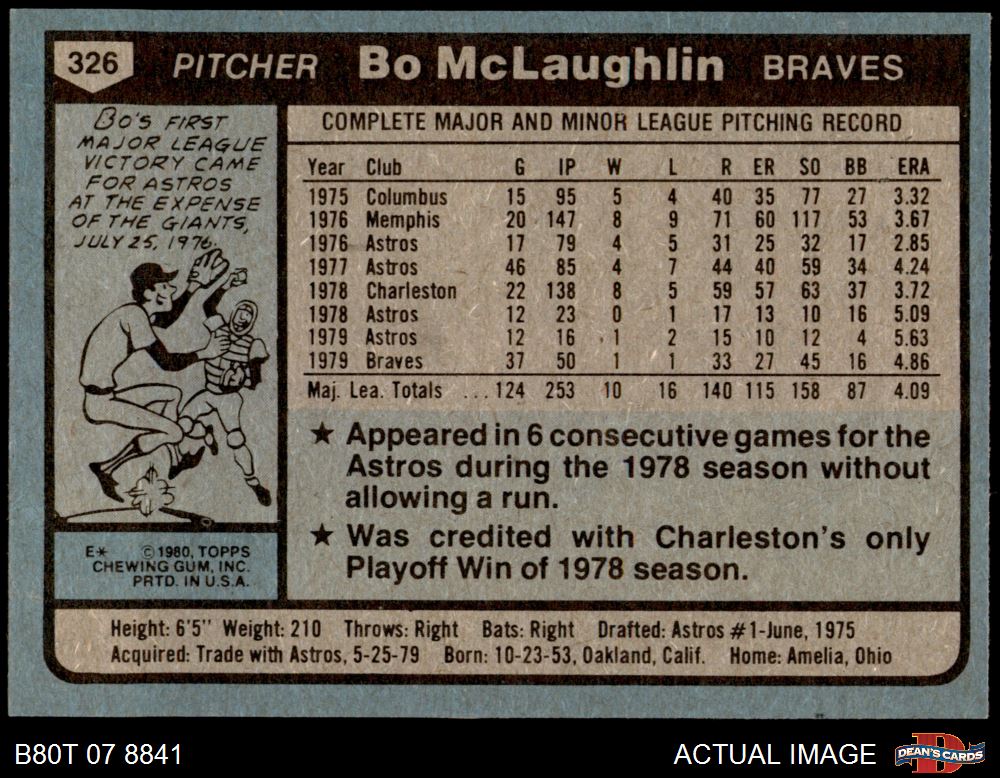 326 PITCHER Bo McLaughlin BRAVES
BO'S FIRST
MAJOR LEAGUE
VICTORY CAME
FOR ASTROS
AT THE EXPENSE
OF THE GIANTS,
JULY 25, 1976.
COMPLETE MAJOR AND MINOR LEAGUE PITCHING RECORD
Year Club G IP W L R ER SO BB ERA
1975 Columbus 15 95 5 4 40 35 77 27 3.32
1976 Memphis 20 147 8 9 71 60 117 53 3.67
1976 Astros 17 79 4 5 31 25 32 17 2.85
1977 Astros 46 85 4 7 44 40 59 34 4.24
1978 Charleston 22 138 8 5 59 57 63 37 3.72
1978 Astros 12 23 0 1 17 13 10 16 5.09
1979 Astros 12 16 1 2 15 10 12 4 5.63
1979 Braves 37 50 1 1 33 27 45 16 4.86
Maj. Lea. Totals ... 124 253 10 16 140 115 158 87 4.09
★ Appeared in 6 consecutive games for the
Astros during the 1978 season without
allowing a run.
★ Was credited with Charleston's only
Playoff Win of 1978 season.
E* ©1980, TOPPS
CHEWING GUM, INC.
PRTD. IN U.S.A.
Height: 6'5" Weight: 210 Throws: Right Bats: Right Drafted: Astros #1-June, 1975
Acquired: Trade with Astros, 5-25-79 Born: 10-23-53, Oakland, Calif. Home: Amelia, Ohio
B80T 07 8841 ACTUAL IMAGE D DEAN'S CARDS